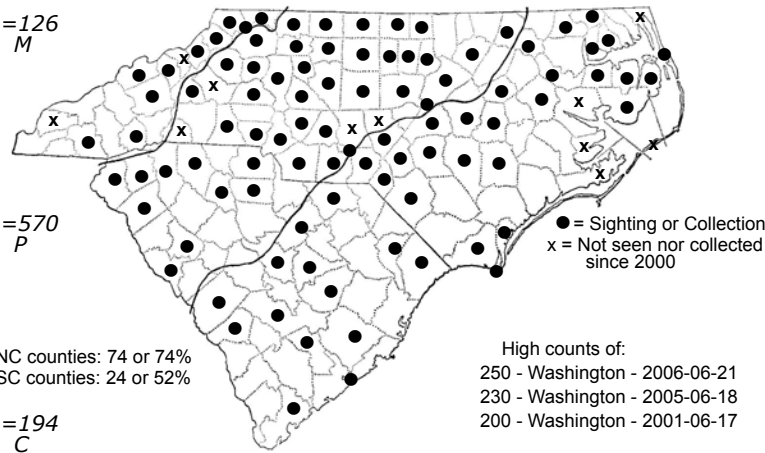 =126
M
=570
P
● = Sighting or Collection
x = Not seen nor collected
since 2000
NC counties: 74 or 74%
SC counties: 24 or 52%
High counts of:
250 - Washington - 2006-06-21
230 - Washington - 2005-06-18
200 - Washington - 2001-06-17
=194
C